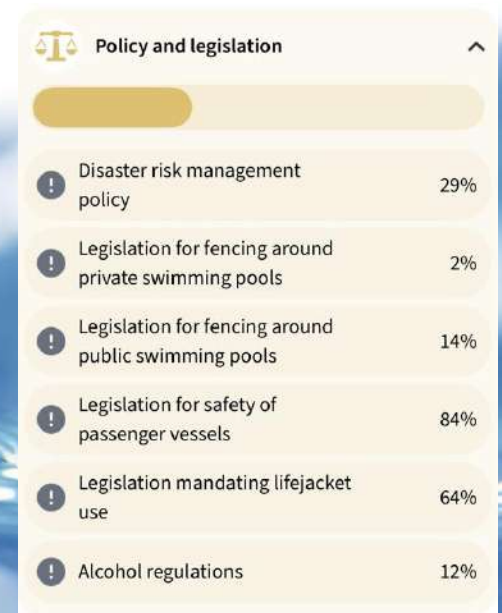 Policy and legislation
Disaster risk management
policy
29%
Legislation for fencing around
private swimming pools
2%
Legislation for fencing around
public swimming pools
14%
Legislation for safety of
passenger vessels
84%
Legislation mandating lifejacket
use
64%
Alcohol regulations
12%